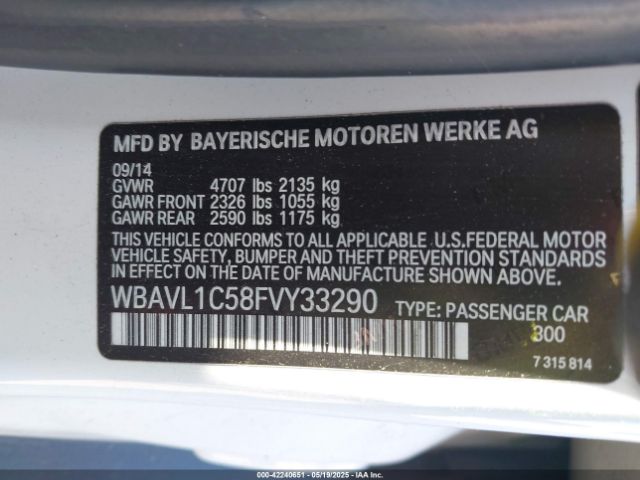 MFD BY BAYERISCHE MOTOREN WERKE AG
09/14
GVWR 4707 lbs 2135 kg
GAWR FRONT 2326 lbs 1055 kg
GAWR REAR 2590 lbs 1175 kg
THIS VEHICLE CONFORMS TO ALL APPLICABLE U.S.FEDERAL MOTOR
VEHICLE SAFETY, BUMPER AND THEFT PREVENTION STANDARDS
IN EFFECT ON THE DATE OF MANUFACTURE SHOWN ABOVE.
WBAVL1C58FVY33290 TYPE: PASSENGER CAR
300
7 315 814
000-42240651 - 05/19/2025 - IAA, Inc.